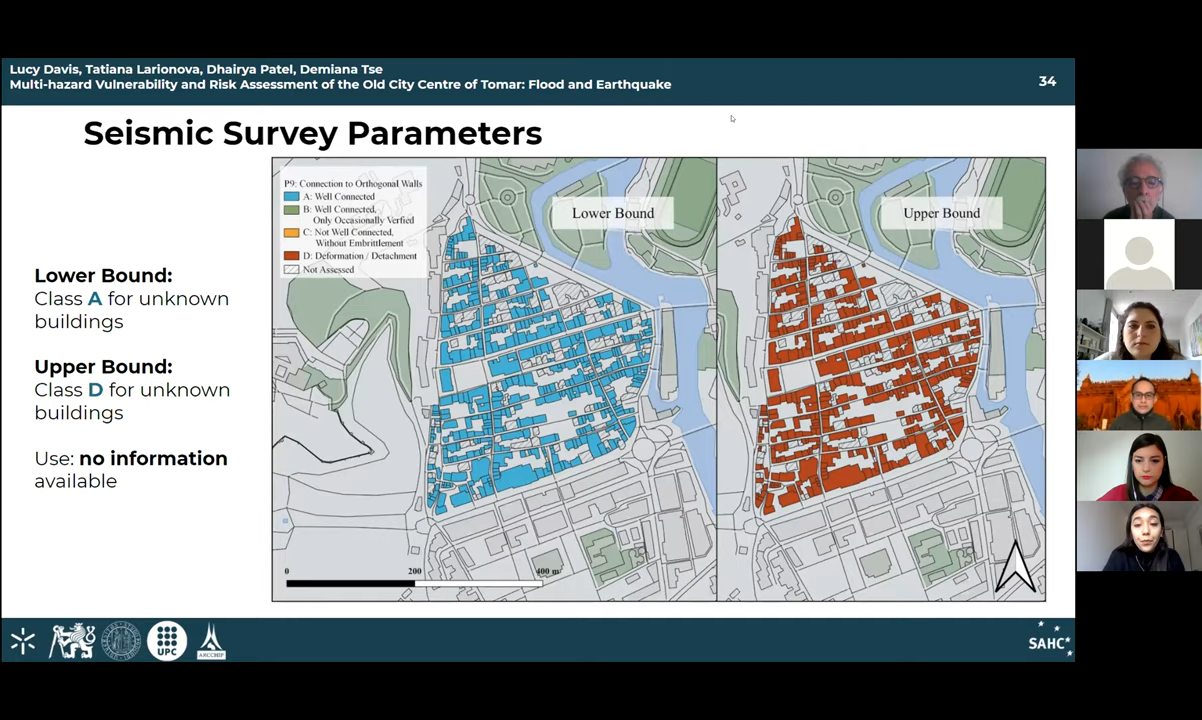 Lucy Davis, Tatiana Larionova, Dhairya Patel, Demiana Tse
Multi-hazard Vulnerability and Risk Assessment of the Old City Centre of Tomar: Flood and Earthquake
34
Seismic Survey Parameters
Lower Bound:
Class A for unknown
buildings
Upper Bound:
Class D for unknown
buildings
Use: no information
available
P9: Connection to Orthogonal Walls
A: Well Connected
B: Well Connected,
Only Occasionally Verfied
C: Not Well Connected,
Without Embrittlement
D: Deformation / Detachment
Not Assessed
Lower Bound
Upper Bound
0 200 400 m
UPC
ARCCHIP
SAHC